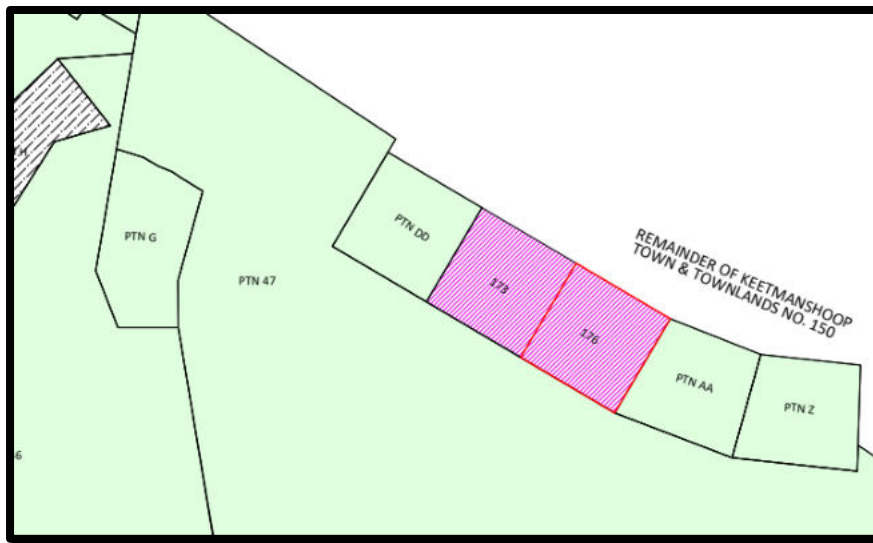 PTN G
PTN 47
PTN DD
173
176
REMAINDER OF KEETMANSHOOP
TOWN & TOWNLANDS NO. 150
PTN AA
PTN Z